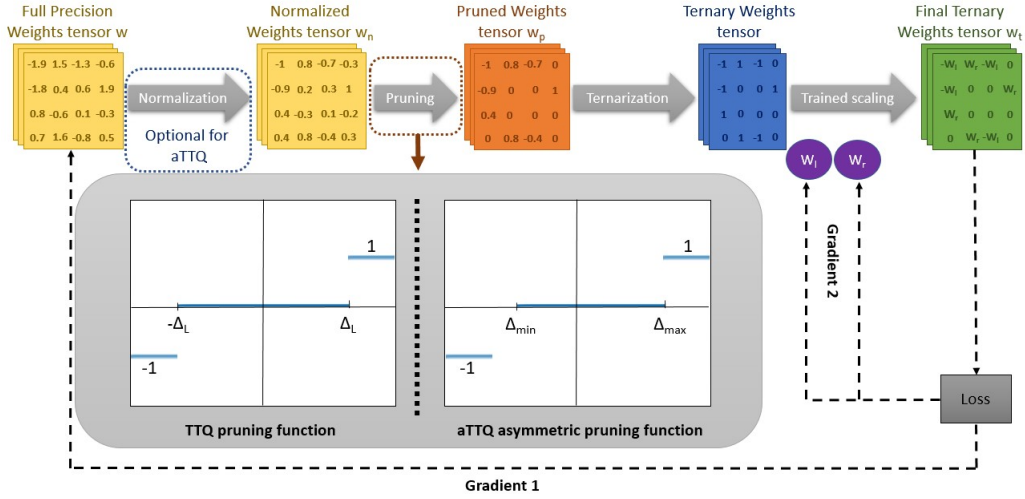 Full Precision
Weights tensor w
Normalized
Weights tensor wn
Pruned Weights
tensor wp
Ternary Weights
tensor
Final Ternary
Weights tensor wt
-1.9 1.5 -1.3 -0.6
-1.8 0.4 0.6 1.9
0.8 -0.6 0.1 -0.3
0.7 1.6 -0.8 0.5
Normalization
Optional for
aTTQ
-1 0.8 -0.7 -0.3
-0.9 0.2 0.3 1
0.4 -0.3 0.1 -0.2
0.4 0.8 -0.4 0.3
Pruning
-1 0.8 -0.7 0
-0.9 0 0 1
0.4 0 0 0
0 0.8 -0.4 0
Ternarization
-1 1 -1 0
-1 0 0 1
1 0 0 0
0 1 -1 0
Trained scaling
Wl
Wr
-Wl Wr -Wl 0
-Wl 0 0 Wr
Wr 0 0 0
0 Wr -Wl 0
1
-ΔL
ΔL
-1
TTQ pruning function
1
Δmin
Δmax
-1
aTTQ asymmetric pruning function
Gradient 2
Loss
Gradient 1